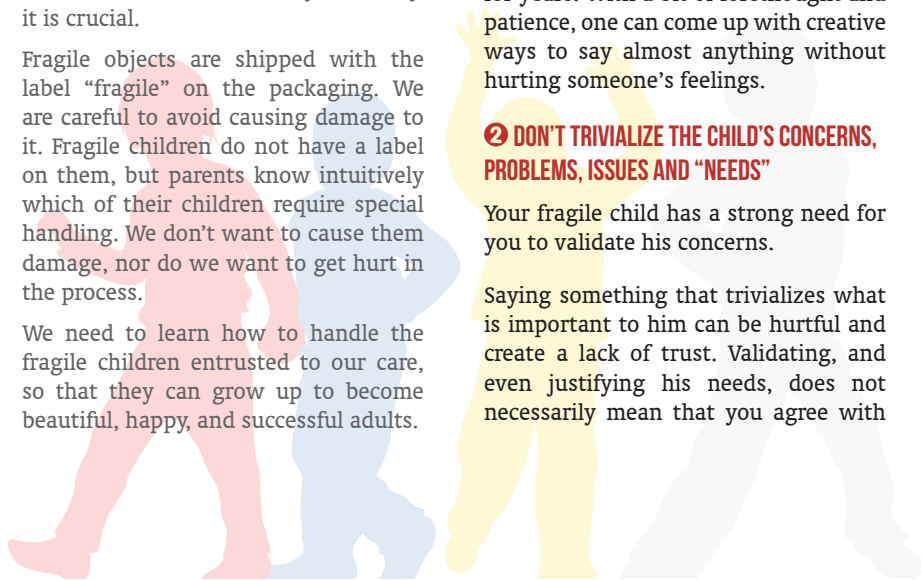 it is crucial.
Fragile objects are shipped with the
label “fragile” on the packaging. We
are careful to avoid causing damage to
it. Fragile children do not have a label
on them, but parents know intuitively
which of their children require special
handling. We don’t want to cause them
damage, nor do we want to get hurt in
the process.
We need to learn how to handle the
fragile children entrusted to our care,
so that they can grow up to become
beautiful, happy, and successful adults.
patience, one can come up with creative
ways to say almost anything without
hurting someone’s feelings.
❷ DON’T TRIVIALIZE THE CHILD’S CONCERNS,
PROBLEMS, ISSUES AND “NEEDS”
Your fragile child has a strong need for
you to validate his concerns.
Saying something that trivializes what
is important to him can be hurtful and
create a lack of trust. Validating, and
even justifying his needs, does not
necessarily mean that you agree with